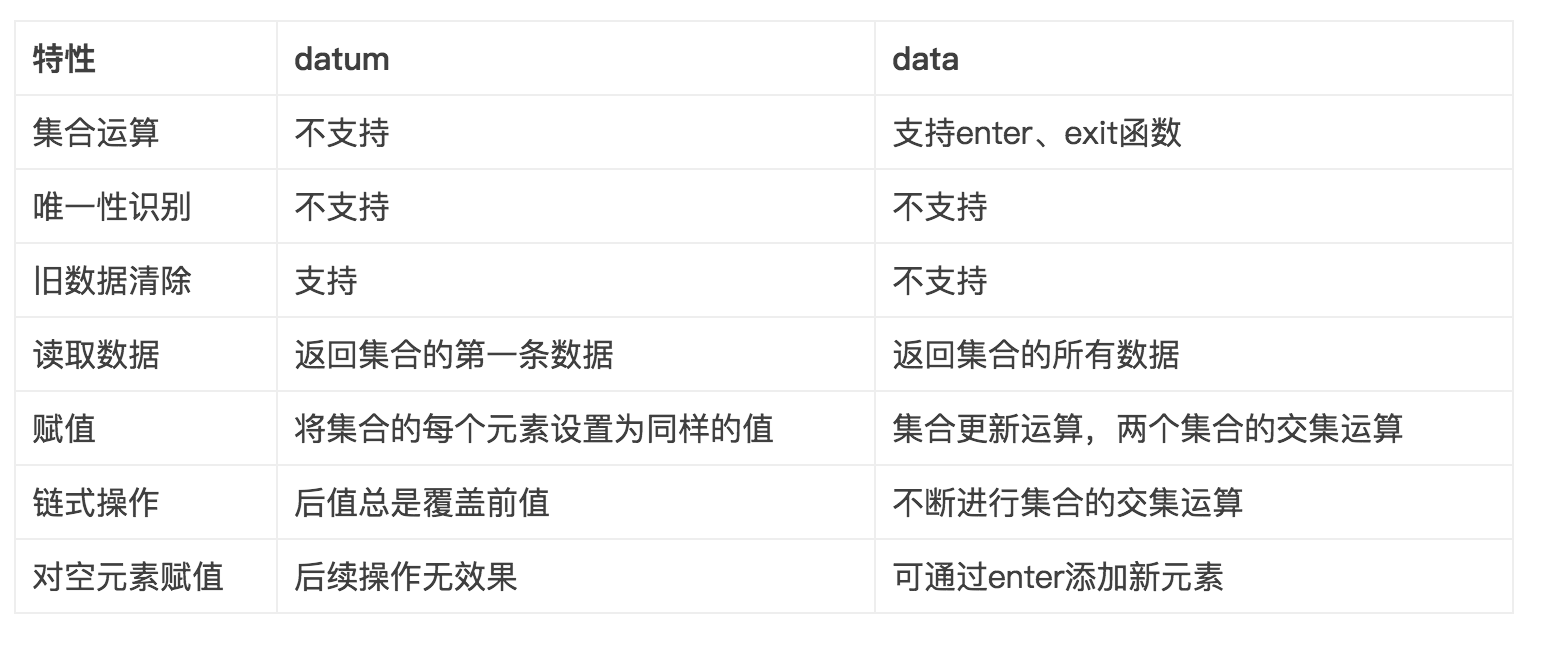 特性 datum data
集合运算 不支持 支持enter、exit函数
唯一性识别 不支持 不支持
旧数据清除 支持 不支持
读取数据 返回集合的第一条数据 返回集合的所有数据
赋值 将集合的每个元素设置为同样的值 集合更新运算，两个集合的交集运算
链式操作 后值总是覆盖前值 不断进行集合的交集运算
对空元素赋值 后续操作无效果 可通过enter添加新元素